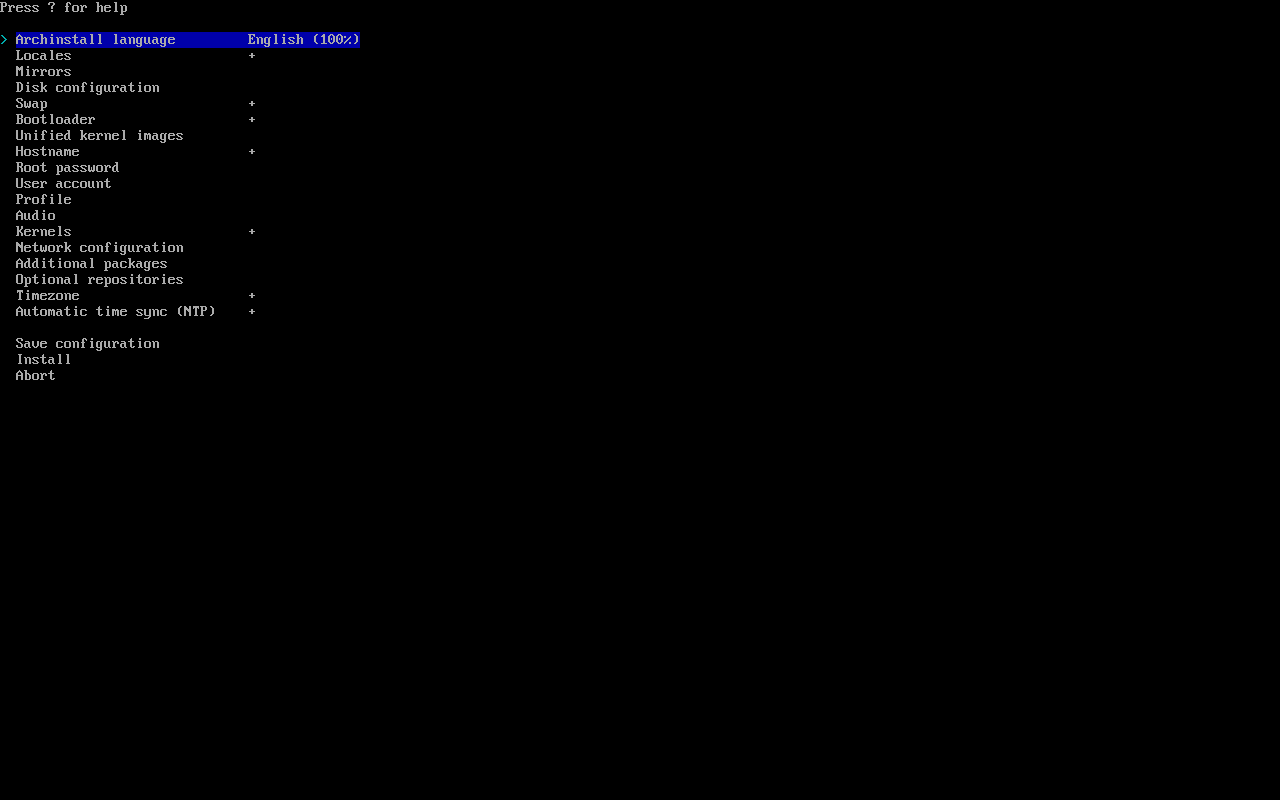 Press ? for help
> Archinstall language English (100%)
Locales +
Mirrors
Disk configuration
Swap +
Bootloader +
Unified kernel images
Hostname +
Root password
User account
Profile
Audio
Kernels +
Network configuration
Additional packages
Optional repositories
Timezone +
Automatic time sync (NTP) +
Save configuration
Install
Abort